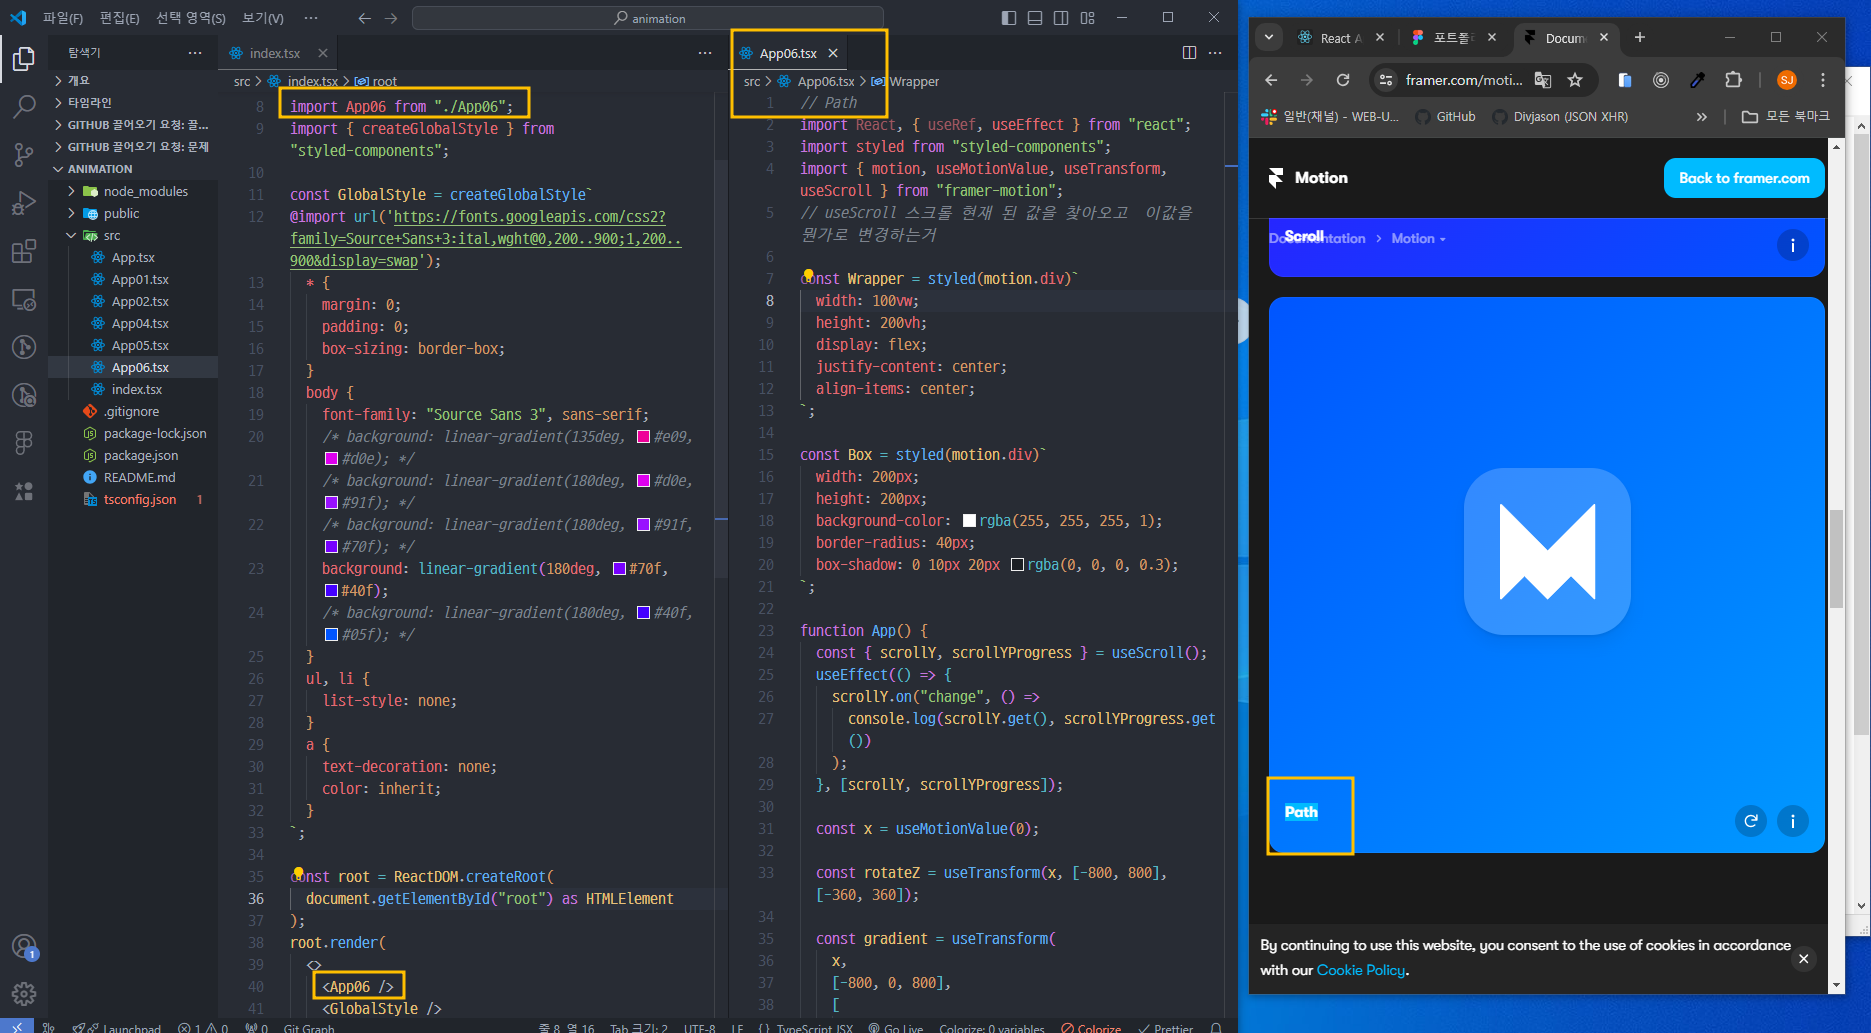 파일(F) 편집(E) 선택 영역(S) 보기(V) ···
animation
탐색기 ···
개요
타임라인
GITHUB 끌어오기 요청: 끌...
GITHUB 끌어오기 요청: 문제
ANIMATION
node_modules
public
src
App.tsx
App01.tsx
App02.tsx
App04.tsx
App05.tsx
App06.tsx
index.tsx
.gitignore
package-lock.json
package.json
README.md
tsconfig.json 1
1
index.tsx ···
src > index.tsx > root
8 import App06 from "./App06";
9 import { createGlobalStyle } from
"styled-components";
10
11 const GlobalStyle = createGlobalStyle`
12 @import url('https://fonts.googleapis.com/css2?
family=Source+Sans+3:ital,wght@0,200..900;1,200..
900&display=swap');
13 * {
14 margin: 0;
15 padding: 0;
16 box-sizing: border-box;
17 }
18 body {
19 font-family: "Source Sans 3", sans-serif;
20 /* background: linear-gradient(135deg, #e09,
#d0e); */
21 /* background: linear-gradient(180deg, #d0e,
#91f); */
22 /* background: linear-gradient(180deg, #91f,
#70f); */
23 background: linear-gradient(180deg, #70f,
#40f);
24 /* background: linear-gradient(180deg, #40f,
#05f); */
25 }
26 ul, li {
27 list-style: none;
28 }
29 a {
30 text-decoration: none;
31 color: inherit;
32 }
33 `;
34
35 const root = ReactDOM.createRoot(
36 document.getElementById("root") as HTMLElement
37 );
38 root.render(
39 <>
40 <App06 />
41 <GlobalStyle />
App06.tsx ···
src > App06.tsx > Wrapper
1 // Path
2 import React, { useRef, useEffect } from "react";
3 import styled from "styled-components";
4 import { motion, useMotionValue, useTransform,
useScroll } from "framer-motion";
5 // useScroll 스크롤 현재 된 값을 찾아오고 이값을
뭔가로 변경하는거
6
7 const Wrapper = styled(motion.div)`
8 width: 100vw;
9 height: 200vh;
10 display: flex;
11 justify-content: center;
12 align-items: center;
13 `;
14
15 const Box = styled(motion.div)`
16 width: 200px;
17 height: 200px;
18 background-color: rgba(255, 255, 255, 1);
19 border-radius: 40px;
20 box-shadow: 0 10px 20px rgba(0, 0, 0, 0.3);
21 `;
22
23 function App() {
24 const { scrollY, scrollYProgress } = useScroll();
25 useEffect(() => {
26 scrollY.on("change", () =>
27 console.log(scrollY.get(), scrollYProgress.get
())
28 );
29 }, [scrollY, scrollYProgress]);
30
31 const x = useMotionValue(0);
32
33 const rotateZ = useTransform(x, [-800, 800],
[-360, 360]);
34
35 const gradient = useTransform(
36 x,
37 [-800, 0, 800],
38 [
Launchpad 1 0 0 Git Graph 줄 8, 열 16 Tab 크기: 2 UTF-8 LF {} TypeScript JSX Go Live Colorize: 0 variables Colorize Prettier
React A 포트폴리 Docum
framer.com/moti... SJ
일반(채널) - WEB-U... GitHub Divjason (JSON XHR) » 모든 북마크
Motion Back to framer.com
Scroll
Documentation > Motion
i
Path
i
By continuing to use this website, you consent to the use of cookies in accordance
with our Cookie Policy.